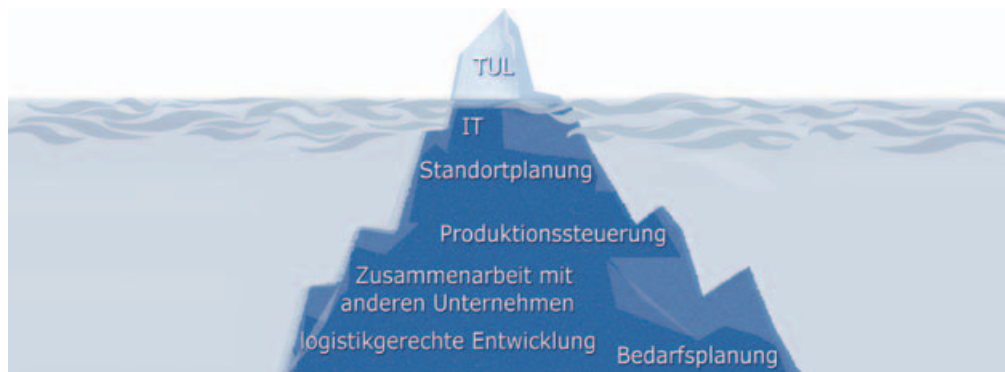 TUL
IT
Standortplanung
Produktionssteuerung
Zusammenarbeit mit
anderen Unternehmen
logistikgerechte Entwicklung
Bedarfsplanung